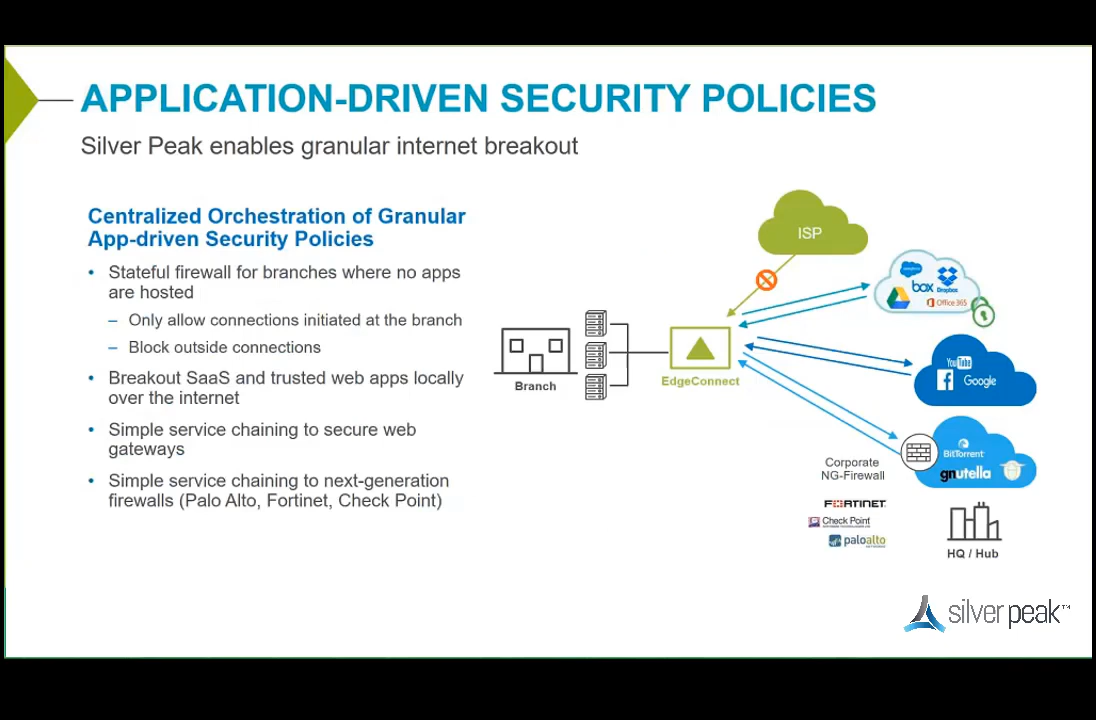 APPLICATION-DRIVEN SECURITY POLICIES
Silver Peak enables granular internet breakout
Centralized Orchestration of Granular
App-driven Security Policies
• Stateful firewall for branches where no apps
are hosted
– Only allow connections initiated at the branch
– Block outside connections
• Breakout SaaS and trusted web apps locally
over the internet
• Simple service chaining to secure web
gateways
• Simple service chaining to next-generation
firewalls (Palo Alto, Fortinet, Check Point)
Branch
EdgeConnect
ISP
salesforce
box
Dropbox
Office 365
YouTube
Google
BitTorrent
gnutella
Corporate
NG-Firewall
FORTINET
Check Point
paloalto
HQ / Hub
silver peak™